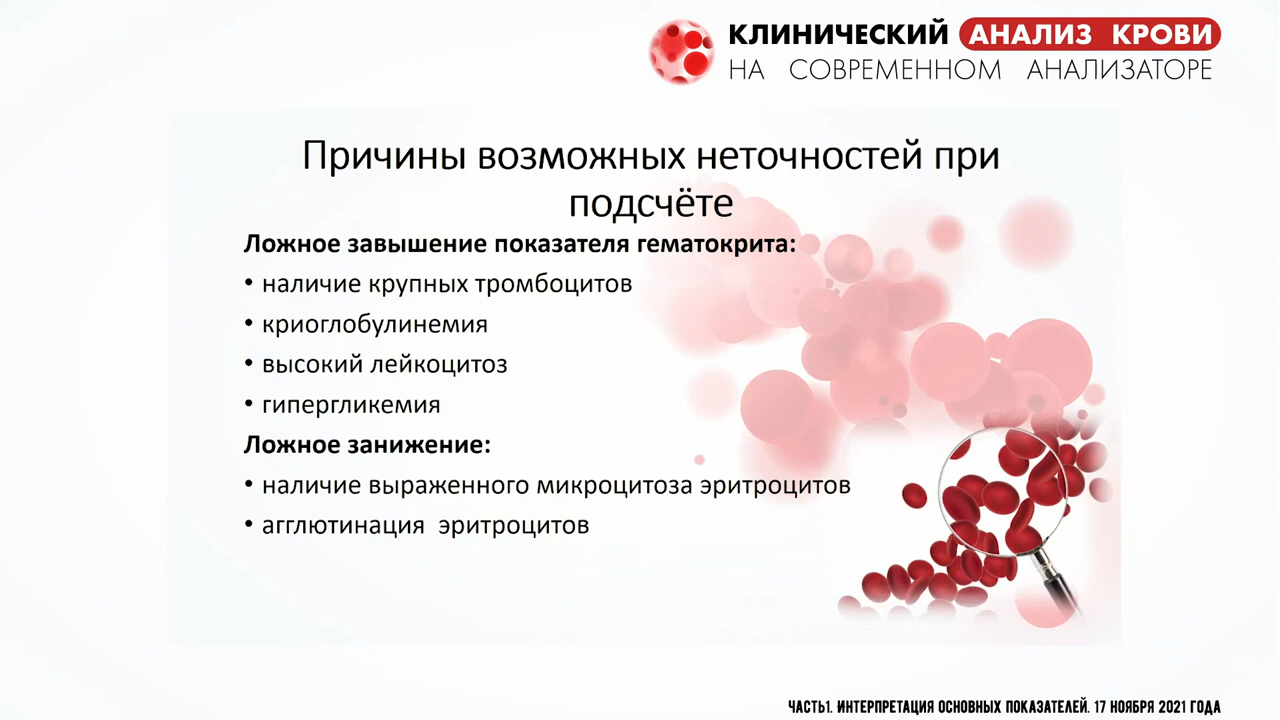 КЛИНИЧЕСКИЙ АНАЛИЗ КРОВИ
НА СОВРЕМЕННОМ АНАЛИЗАТОРЕ
Причины возможных неточностей при
подсчёте
Ложное завышение показателя гематокрита:
• наличие крупных тромбоцитов
• криоглобулинемия
• высокий лейкоцитоз
• гипергликемия
Ложное занижение:
• наличие выраженного микроцитоза эритроцитов
• агглютинация эритроцитов
ЧАСТЬ1. ИНТЕРПРЕТАЦИЯ ОСНОВНЫХ ПОКАЗАТЕЛЕЙ. 17 НОЯБРЯ 2021 ГОДА